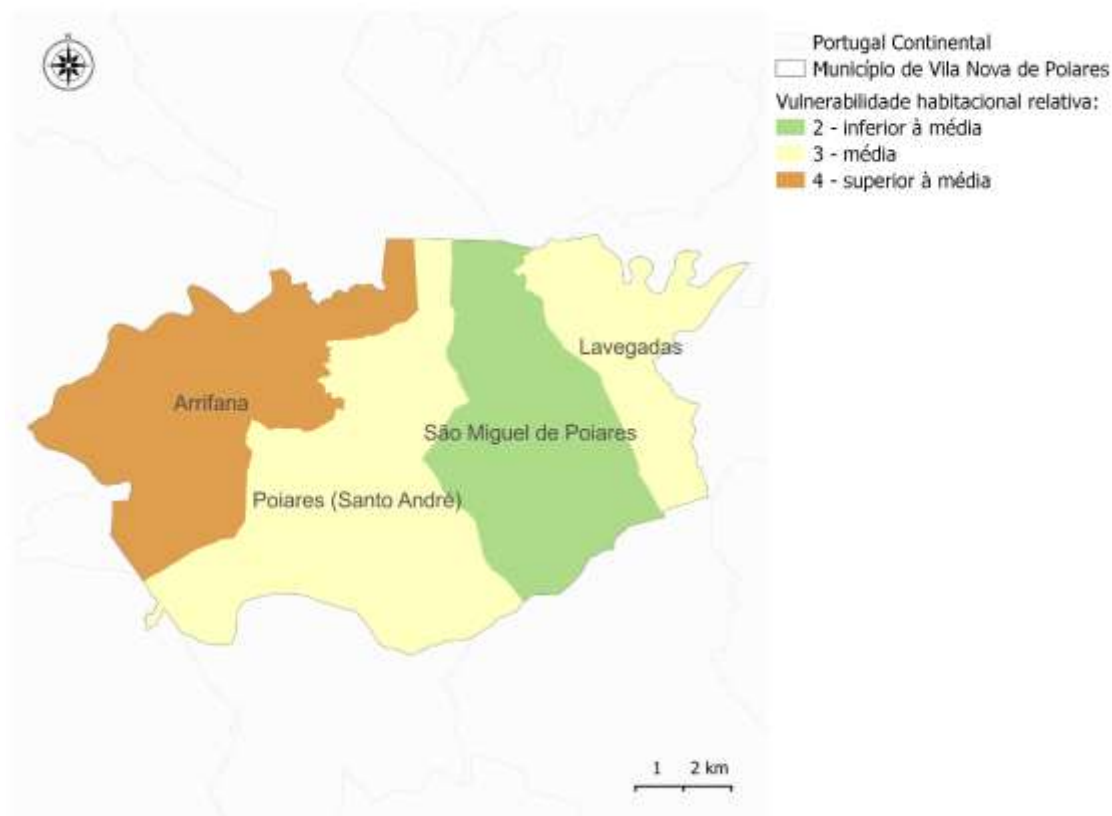 Portugal Continental
Município de Vila Nova de Poiares
Vulnerabilidade habitacional relativa:
2 - inferior à média
3 - média
4 - superior à média
Lavegadas
Arrifana
São Miguel de Poiares
Poiares (Santo André)
1 2 km